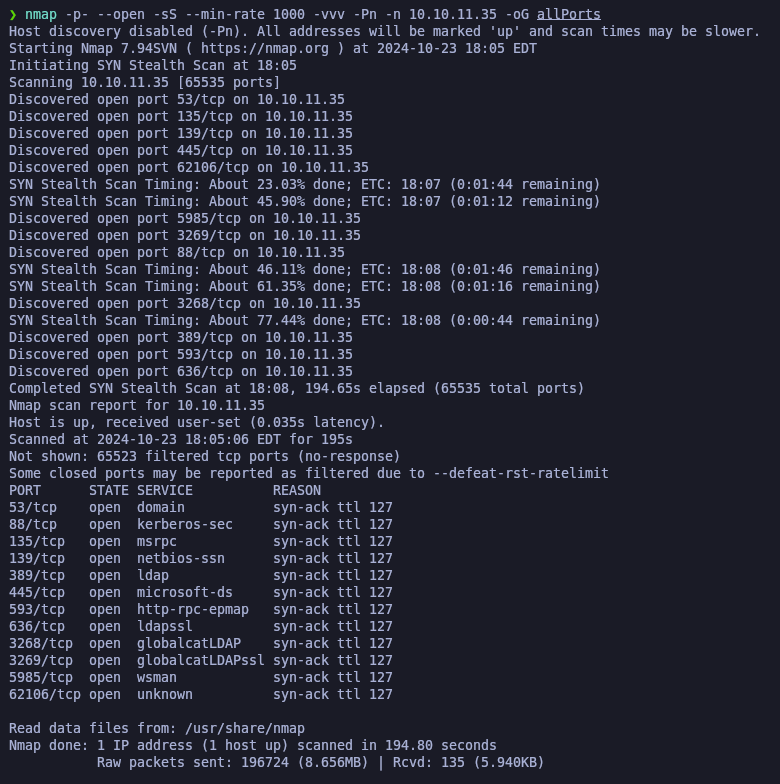 ❯ nmap -p- --open -sS --min-rate 1000 -vvv -Pn -n 10.10.11.35 -oG allPorts
Host discovery disabled (-Pn). All addresses will be marked 'up' and scan times may be slower.
Starting Nmap 7.94SVN ( https://nmap.org ) at 2024-10-23 18:05 EDT
Initiating SYN Stealth Scan at 18:05
Scanning 10.10.11.35 [65535 ports]
Discovered open port 53/tcp on 10.10.11.35
Discovered open port 135/tcp on 10.10.11.35
Discovered open port 139/tcp on 10.10.11.35
Discovered open port 445/tcp on 10.10.11.35
Discovered open port 62106/tcp on 10.10.11.35
SYN Stealth Scan Timing: About 23.03% done; ETC: 18:07 (0:01:44 remaining)
SYN Stealth Scan Timing: About 45.90% done; ETC: 18:07 (0:01:12 remaining)
Discovered open port 5985/tcp on 10.10.11.35
Discovered open port 3269/tcp on 10.10.11.35
Discovered open port 88/tcp on 10.10.11.35
SYN Stealth Scan Timing: About 46.11% done; ETC: 18:08 (0:01:46 remaining)
SYN Stealth Scan Timing: About 61.35% done; ETC: 18:08 (0:01:16 remaining)
Discovered open port 3268/tcp on 10.10.11.35
SYN Stealth Scan Timing: About 77.44% done; ETC: 18:08 (0:00:44 remaining)
Discovered open port 389/tcp on 10.10.11.35
Discovered open port 593/tcp on 10.10.11.35
Discovered open port 636/tcp on 10.10.11.35
Completed SYN Stealth Scan at 18:08, 194.65s elapsed (65535 total ports)
Nmap scan report for 10.10.11.35
Host is up, received user-set (0.035s latency).
Scanned at 2024-10-23 18:05:06 EDT for 195s
Not shown: 65523 filtered tcp ports (no-response)
Some closed ports may be reported as filtered due to --defeat-rst-ratelimit
PORT      STATE SERVICE          REASON
53/tcp    open  domain           syn-ack ttl 127
88/tcp    open  kerberos-sec     syn-ack ttl 127
135/tcp   open  msrpc            syn-ack ttl 127
139/tcp   open  netbios-ssn      syn-ack ttl 127
389/tcp   open  ldap             syn-ack ttl 127
445/tcp   open  microsoft-ds     syn-ack ttl 127
593/tcp   open  http-rpc-epmap   syn-ack ttl 127
636/tcp   open  ldapssl          syn-ack ttl 127
3268/tcp  open  globalcatLDAP    syn-ack ttl 127
3269/tcp  open  globalcatLDAPssl syn-ack ttl 127
5985/tcp  open  wsman            syn-ack ttl 127
62106/tcp open  unknown          syn-ack ttl 127
Read data files from: /usr/share/nmap
Nmap done: 1 IP address (1 host up) scanned in 194.80 seconds
Raw packets sent: 196724 (8.656MB) | Rcvd: 135 (5.940KB)